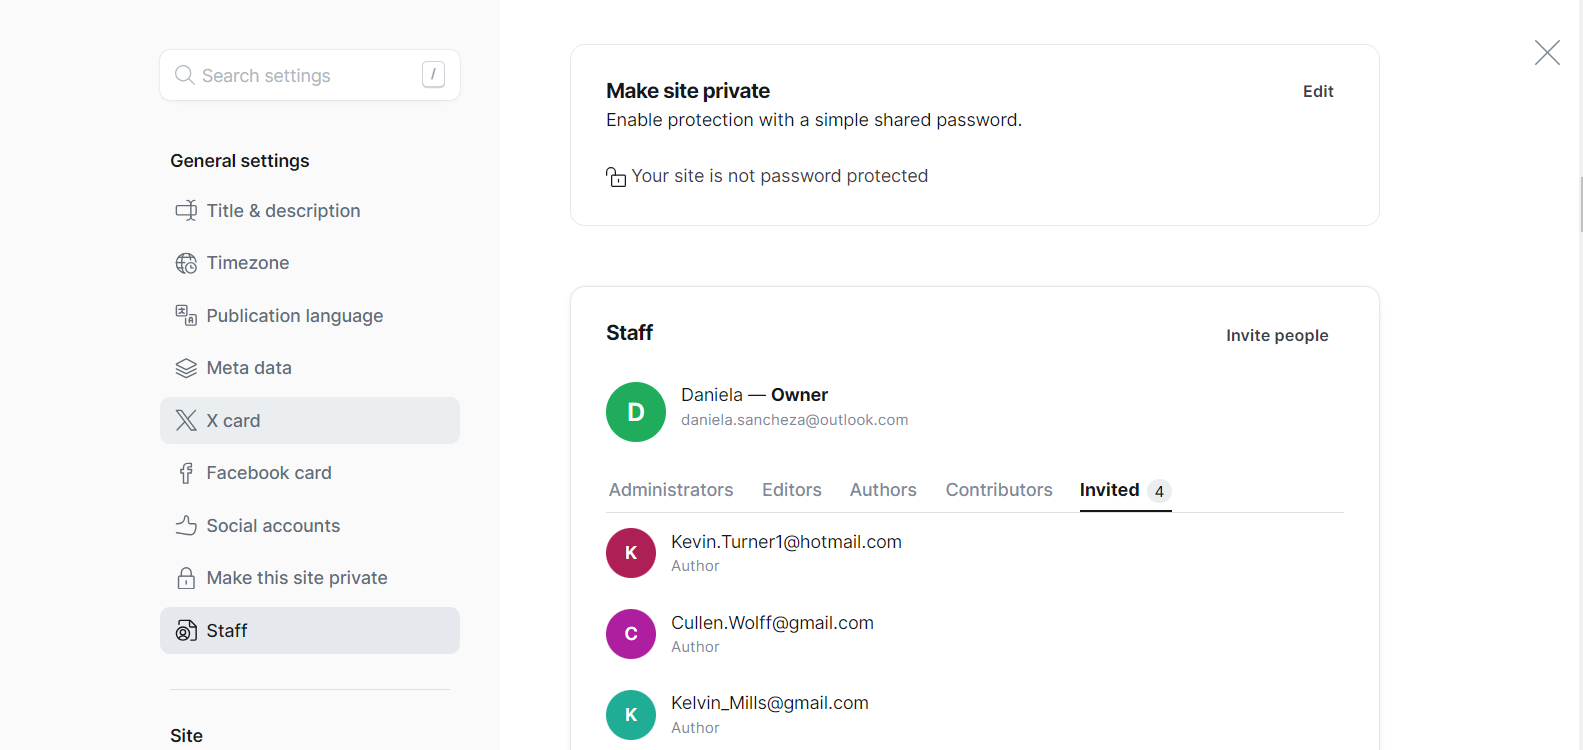 Search settings
/
General settings
Title & description
Timezone
Publication language
Meta data
X card
Facebook card
Social accounts
Make this site private
Staff
Site
Make site private
Edit
Enable protection with a simple shared password.
Your site is not password protected
Staff
Invite people
D
Daniela — Owner
daniela.sancheza@outlook.com
Administrators Editors Authors Contributors Invited 4
K
Kevin.Turner1@hotmail.com
Author
C
Cullen.Wolff@gmail.com
Author
K
Kelvin_Mills@gmail.com
Author